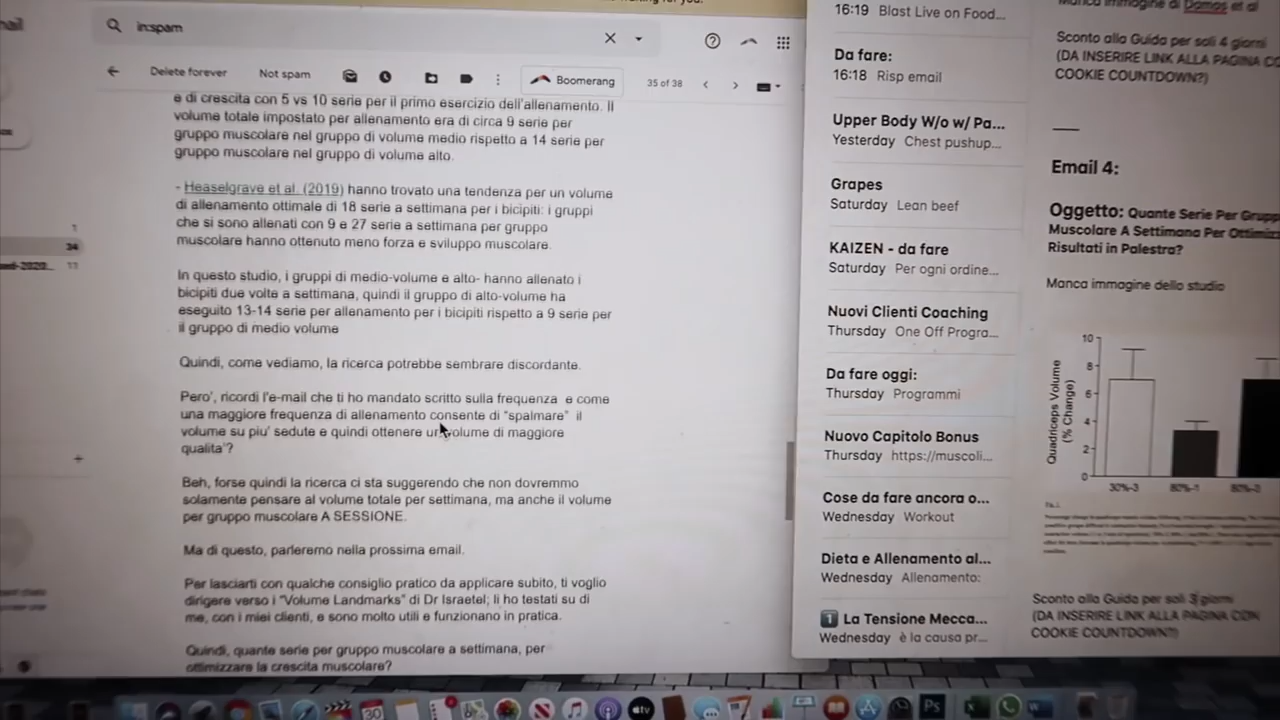 in:spam
Delete forever
Not spam
Boomerang
35 of 38
e di crescita con 5 vs 10 serie per il primo esercizio dell'allenamento. Il
volume totale impostato per allenamento era di circa 9 serie per
gruppo muscolare nel gruppo di volume medio rispetto a 14 serie per
gruppo muscolare nel gruppo di volume alto.
- Heaselgrave et al. (2019) hanno trovato una tendenza per un volume
di allenamento ottimale di 18 serie a settimana per i bicipiti: i gruppi
che si sono allenati con 9 e 27 serie a settimana per gruppo
muscolare hanno ottenuto meno forza e sviluppo muscolare.
In questo studio, i gruppi di medio-volume e alto- hanno allenato i
bicipiti due volte a settimana, quindi il gruppo di alto-volume ha
eseguito 13-14 serie per allenamento per i bicipiti rispetto a 9 serie per
il gruppo di medio volume
Quindi, come vediamo, la ricerca potrebbe sembrare discordante.
Pero', ricordi l'e-mail che ti ho mandato scritto sulla frequenza e come
una maggiore frequenza di allenamento consente di "spalmare" il
volume su piu' sedute e quindi ottenere un volume di maggiore
qualita'?
Beh, forse quindi la ricerca ci sta suggerendo che non dovremmo
solamente pensare al volume totale per settimana, ma anche il volume
per gruppo muscolare A SESSIONE.
Ma di questo, parleremo nella prossima email.
Per lasciarti con qualche consiglio pratico da applicare subito, ti voglio
dirigere verso i "Volume Landmarks" di Dr Israetel; li ho testati su di
me, con i miei clienti, e sono molto utili e funzionano in pratica.
Quindi, quante serie per gruppo muscolare a settimana, per
ottimizzare la crescita muscolare?
1
34
16:19 Blast Live on Food...
Da fare:
16:18 Risp email
Upper Body W/o w/ Pa...
Yesterday Chest pushup...
Grapes
Saturday Lean beef
KAIZEN - da fare
Saturday Per ogni ordine...
Nuovi Clienti Coaching
Thursday One Off Progra...
Da fare oggi:
Thursday Programmi
Nuovo Capitolo Bonus
Thursday https://muscoli...
Cose da fare ancora o...
Wednesday Workout
Dieta e Allenamento al...
Wednesday Allenamento:
1 La Tensione Mecca...
Wednesday è la causa pr...
Manca immagine di Damas et al
Sconto alla Guida per soli 4 giorni
(DA INSERIRE LINK ALLA PAGINA CO
COOKIE COUNTDOWN?)
Email 4:
Oggetto: Quante Serie Per Grupp
Muscolare A Settimana Per Ottimizz
Risultati in Palestra?
Manca immagine dello studio
Quadriceps Volume
(% Change)
10
8
6
4
2
0
30%-3
80%-1
80%-3
Sconto alla Guida per soli 3 giorni
(DA INSERIRE LINK ALLA PAGINA CON
COOKIE COUNTDOWN?)
30
tv
Ps